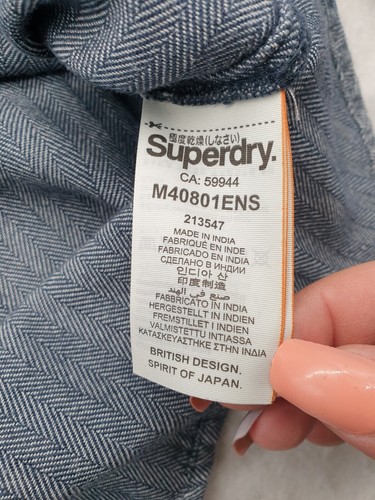 極度乾燥(しなさい)
Superdry.
CA: 59944
M40801ENS
213547
MADE IN INDIA
FABRIQUÉ EN INDE
FABRICADO EN INDIA
СДЕЛАНО В ИНДИИ
인디아 산
印度制造
صنع في الهند
FABBRICATO IN INDIA
HERGESTELLT IN INDIEN
FREMSTILLET I INDIEN
VALMISTETTU INTIASSA
ΚΑΤΑΣΚΕΥΑΣΤΗΚΕ ΣΤΗΝ ΙΝΔΙΑ
BRITISH DESIGN.
SPIRIT OF JAPAN.